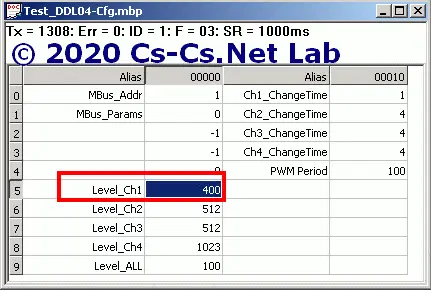 Test_DDL04-Cfg.mbp
Tx = 1308: Err = 0: ID = 1: F = 03: SR = 1000ms
© 2020 Cs-Cs.Net Lab
Alias 00000 Alias 00010
0 MBus_Addr 1 Ch1_ChangeTime 1
1 MBus_Params 0 Ch2_ChangeTime 4
2 -1 Ch3_ChangeTime 4
3 -1 Ch4_ChangeTime 4
4 0 PWM Period 100
5 Level_Ch1 400
6 Level_Ch2 512
7 Level_Ch3 512
8 Level_Ch4 1023
9 Level_ALL 100